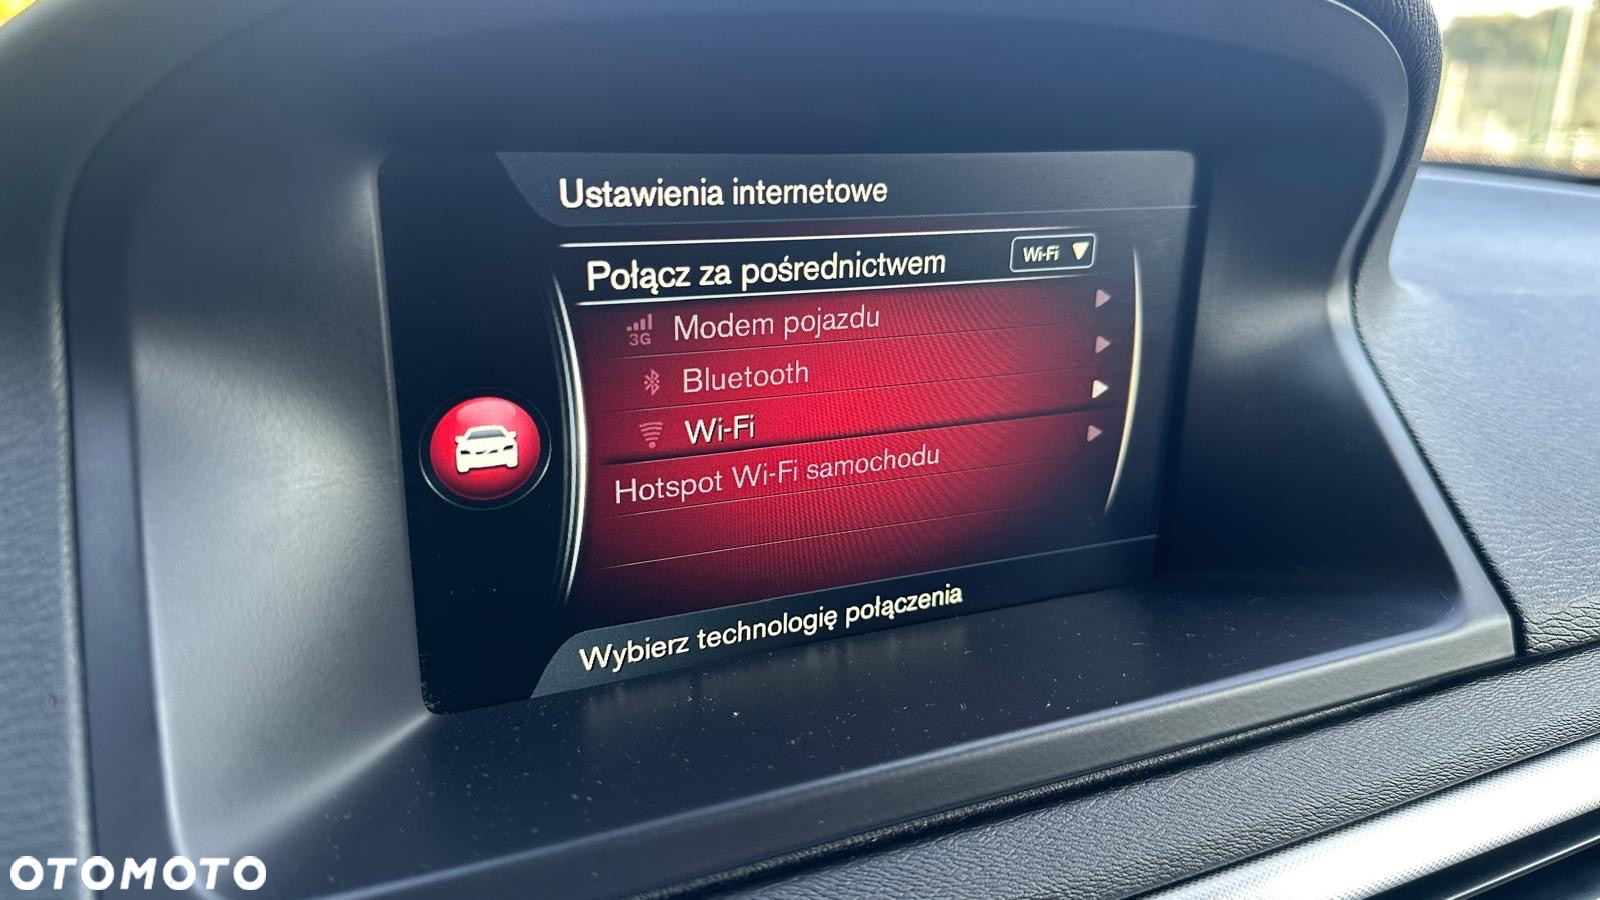 Ustawienia internetowe
Połącz za pośrednictwem Wi-Fi
3G Modem pojazdu
Bluetooth
Wi-Fi
Hotspot Wi-Fi samochodu
Wybierz technologię połączenia
OTOMOTO